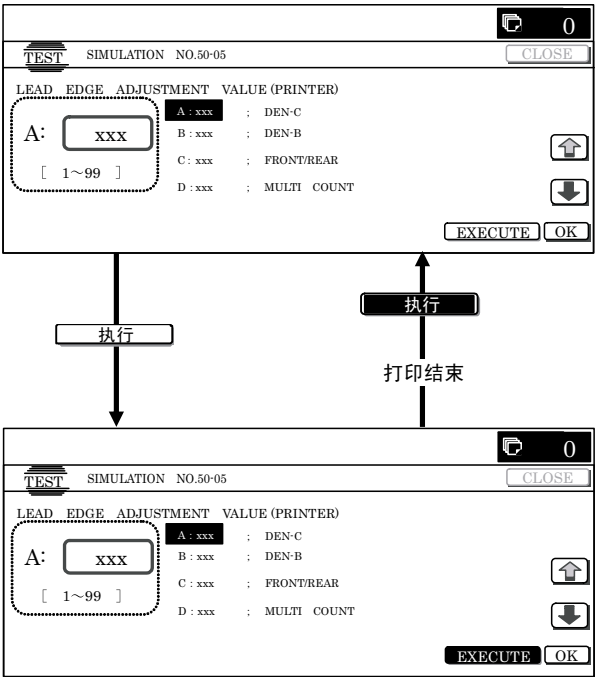 0
TEST SIMULATION NO.50-05 CLOSE
LEAD EDGE ADJUSTMENT VALUE (PRINTER)
A : xxx ; DEN-C
A: xxx
B : xxx ; DEN-B
C : xxx ; FRONT/REAR
[ 1~99 ]
D : xxx ; MULTI COUNT
EXECUTE OK
执行
执行
打印结束
0
TEST SIMULATION NO.50-05 CLOSE
LEAD EDGE ADJUSTMENT VALUE (PRINTER)
A : xxx ; DEN-C
A: xxx
B : xxx ; DEN-B
C : xxx ; FRONT/REAR
[ 1~99 ]
D : xxx ; MULTI COUNT
EXECUTE OK